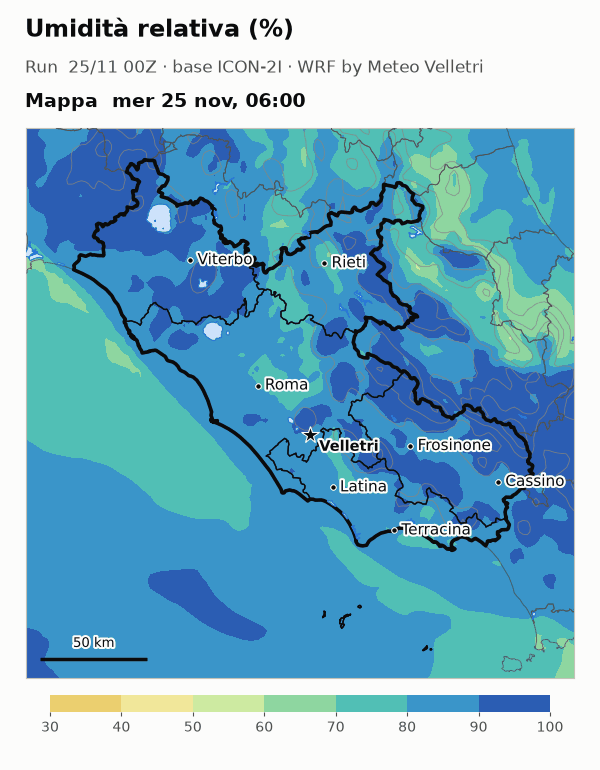 Umidità relativa (%)
Run  25/11 00Z · base ICON-2I · WRF by Meteo Velletri
Mappa  mer 25 nov, 06:00
Viterbo
Rieti
Roma
Velletri
Frosinone
Latina
Cassino
Terracina
50 km
30 40 50 60 70 80 90 100